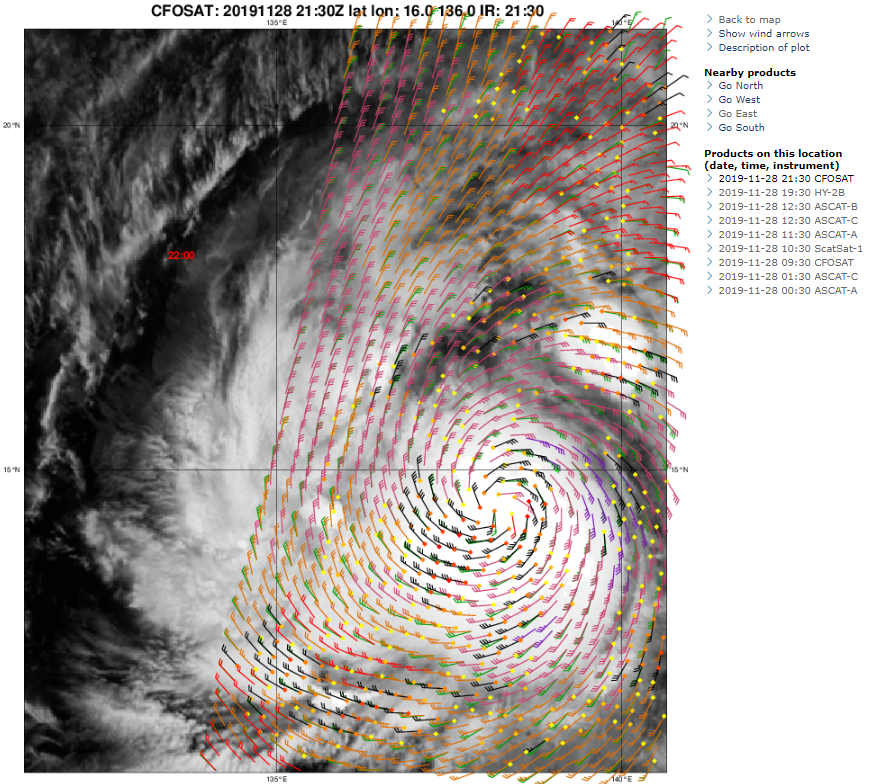 CFOSAT: 20191128 21:30Z lat lon: 16.0 136.0 IR: 21:30
135°E
140°E
20°N
20°N
22:00
15°N
15°N
135°E
140°E
Back to map
Show wind arrows
Description of plot
Nearby products
Go North
Go West
Go East
Go South
Products on this location
(date, time, instrument)
2019-11-28 21:30 CFOSAT
2019-11-28 19:30 HY-2B
2019-11-28 12:30 ASCAT-B
2019-11-28 12:30 ASCAT-C
2019-11-28 11:30 ASCAT-A
2019-11-28 10:30 ScatSat-1
2019-11-28 09:30 CFOSAT
2019-11-28 01:30 ASCAT-C
2019-11-28 00:30 ASCAT-A